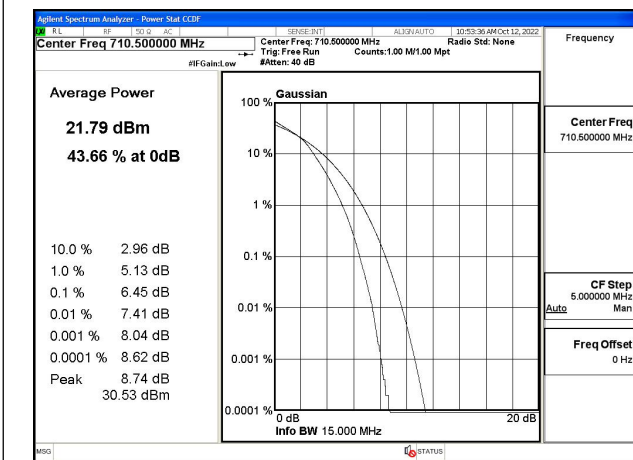 Agilent Spectrum Analyzer - Power Stat CCDF
LXI RL RF 50 Ω AC SENSE:INT ALIGNAUTO 10:53:36 AM Oct 12, 2022
Center Freq 710.500000 MHz
Center Freq: 710.500000 MHz Radio Std: None
Trig: Free Run Counts:1.00 M/1.00 Mpt
#IFGain:Low #Atten: 40 dB
Frequency
Average Power
21.79 dBm
43.66 % at 0dB
10.0 % 2.96 dB
1.0 % 5.13 dB
0.1 % 6.45 dB
0.01 % 7.41 dB
0.001 % 8.04 dB
0.0001 % 8.62 dB
Peak 8.74 dB
30.53 dBm
Gaussian
100 %
10 %
1 %
0.1 %
0.01 %
0.001 %
0.0001 %
0 dB 20 dB
Info BW 15.000 MHz
Center Freq
710.500000 MHz
CF Step
5.000000 MHz
Auto Man
Freq Offset
0 Hz
MSG STATUS